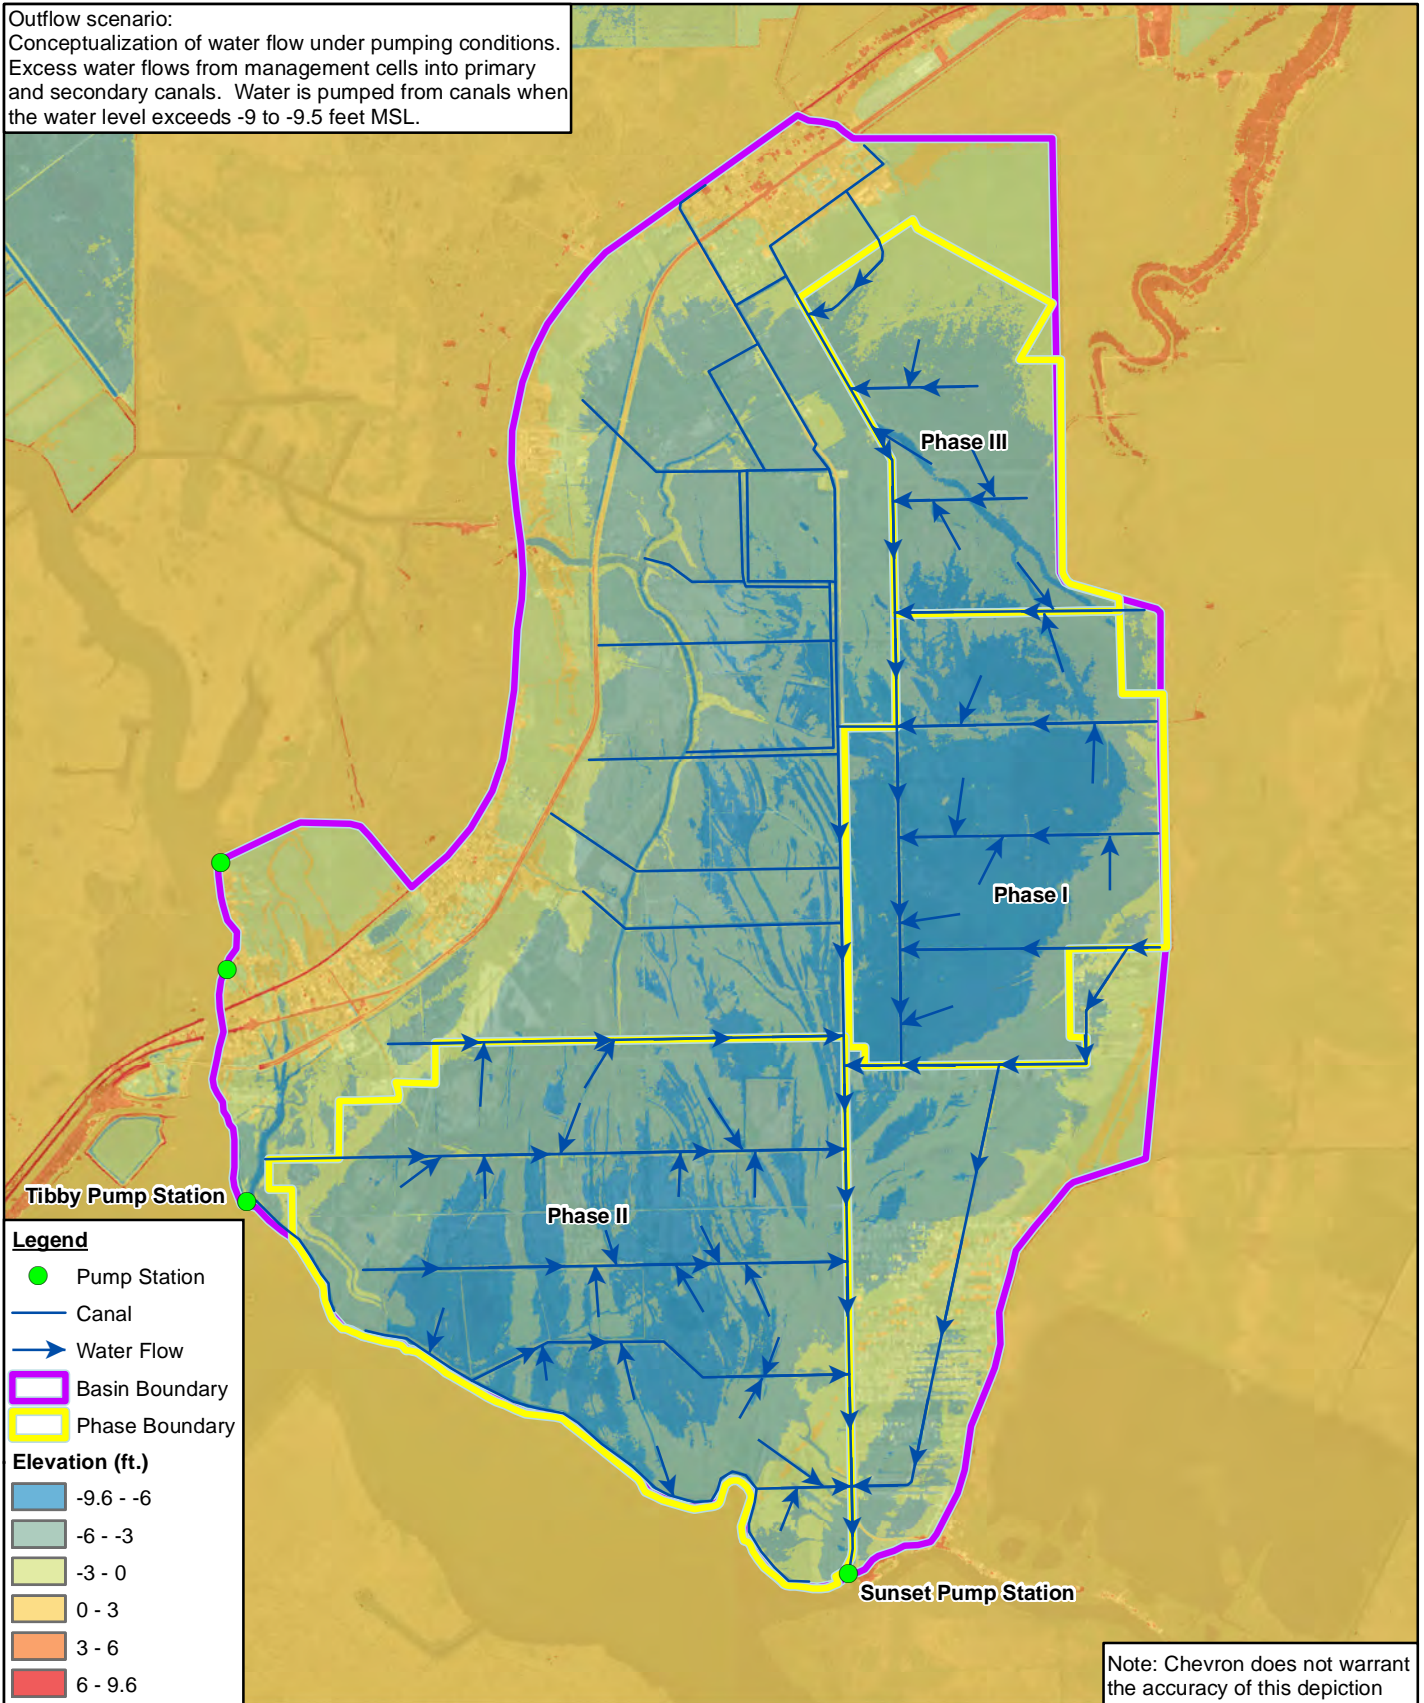 Outflow scenario:
Conceptualization of water flow under pumping conditions.
Excess water flows from management cells into primary
and secondary canals. Water is pumped from canals when
the water level exceeds -9 to -9.5 feet MSL.
Phase III
Phase I
Tibby Pump Station
Phase II
Legend
Pump Station
Canal
Water Flow
Basin Boundary
Phase Boundary
Elevation (ft.)
-9.6 - -6
-6 - -3
-3 - 0
0 - 3
3 - 6
6 - 9.6
Sunset Pump Station
Note: Chevron does not warrant
the accuracy of this depiction